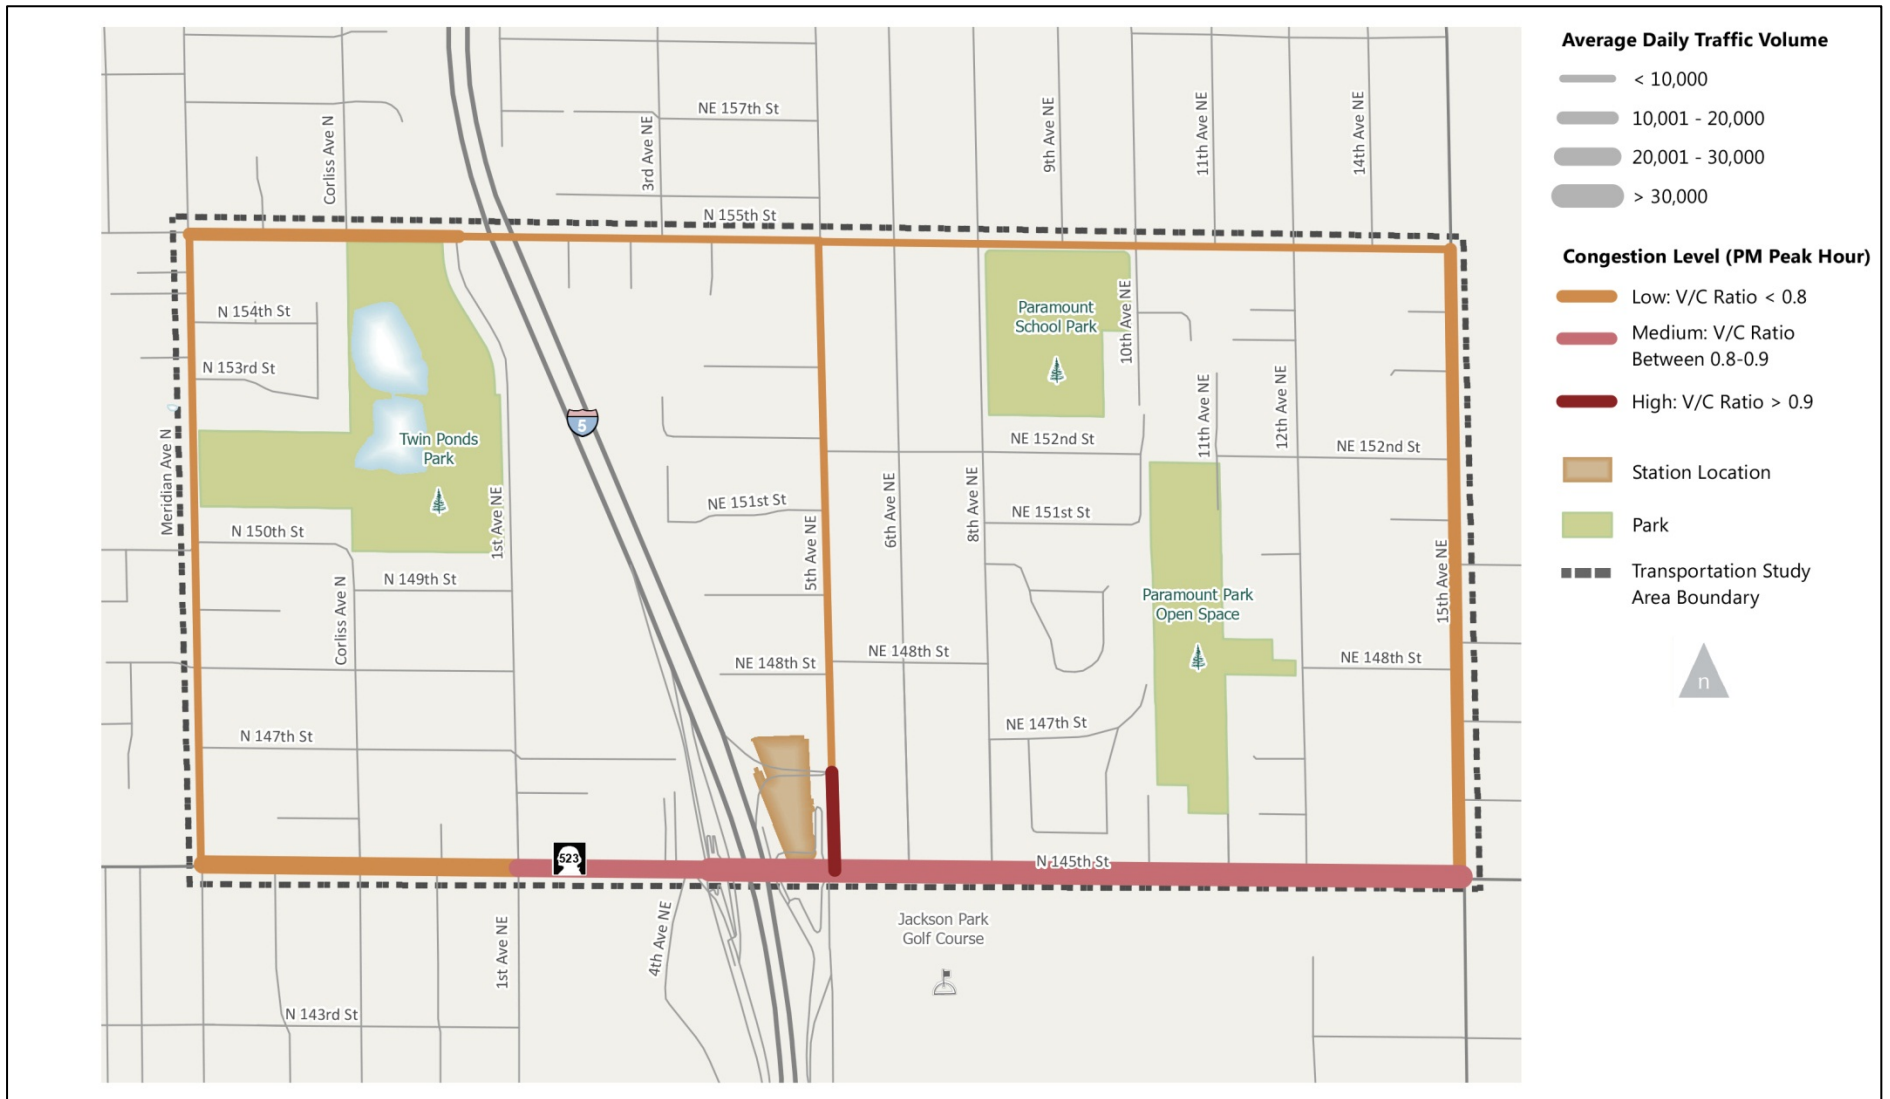 Average Daily Traffic Volume
< 10,000
10,001 - 20,000
20,001 - 30,000
> 30,000
Congestion Level (PM Peak Hour)
Low: V/C Ratio < 0.8
Medium: V/C Ratio
Between 0.8-0.9
High: V/C Ratio > 0.9
Station Location
Park
Transportation Study
Area Boundary
n
NE 157th St
Corliss Ave N
3rd Ave NE
9th Ave NE
11th Ave NE
14th Ave NE
N 155th St
N 154th St
N 153rd St
Paramount
School Park
10th Ave NE
5
Twin Ponds
Park
Meridian Ave N
NE 152nd St
11th Ave NE
12th Ave NE
NE 152nd St
NE 151st St
1st Ave NE
5th Ave NE
6th Ave NE
8th Ave NE
NE 151st St
N 150th St
N 149th St
Corliss Ave N
15th Ave NE
Paramount Park
Open Space
NE 148th St
NE 148th St
NE 148th St
N 147th St
NE 147th St
523
N 145th St
1st Ave NE
4th Ave NE
Jackson Park
Golf Course
N 143rd St